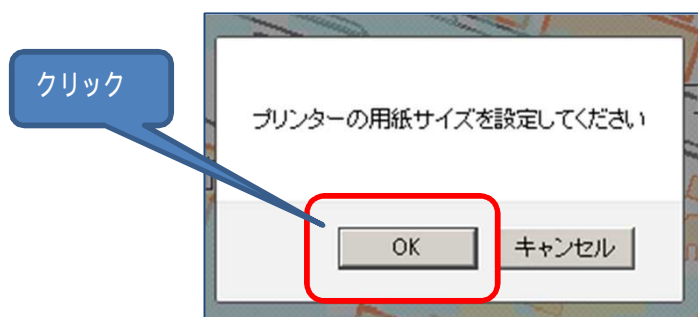 クリック
プリンターの用紙サイズを設定してください
OK
キャンセル